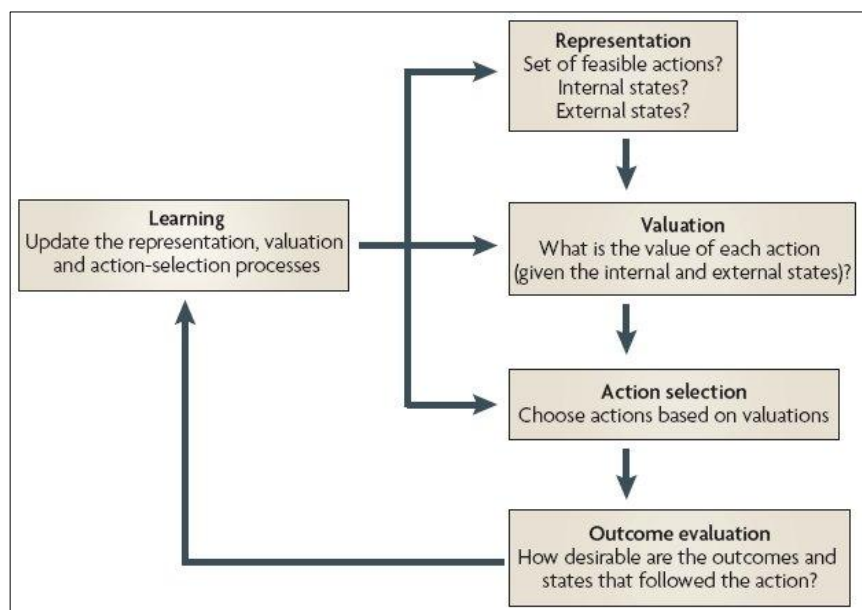 Representation
Set of feasible actions?
Internal states?
External states?
Learning
Update the representation, valuation
and action-selection processes
Valuation
What is the value of each action
(given the internal and external states)?
Action selection
Choose actions based on valuations
Outcome evaluation
How desirable are the outcomes and
states that followed the action?